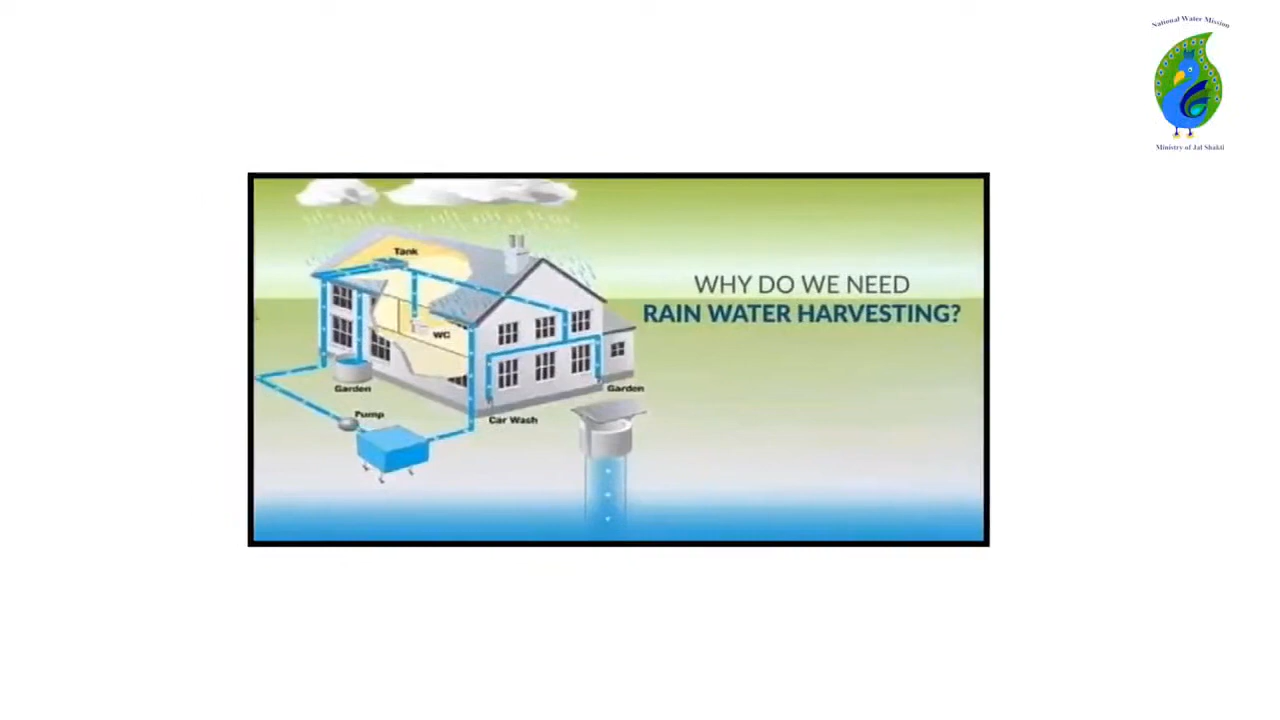 National Water Mission
Ministry of Jal Shakti
WHY DO WE NEED
RAIN WATER HARVESTING?
Tank
WC
Garden
Garden
Pump
Car Wash